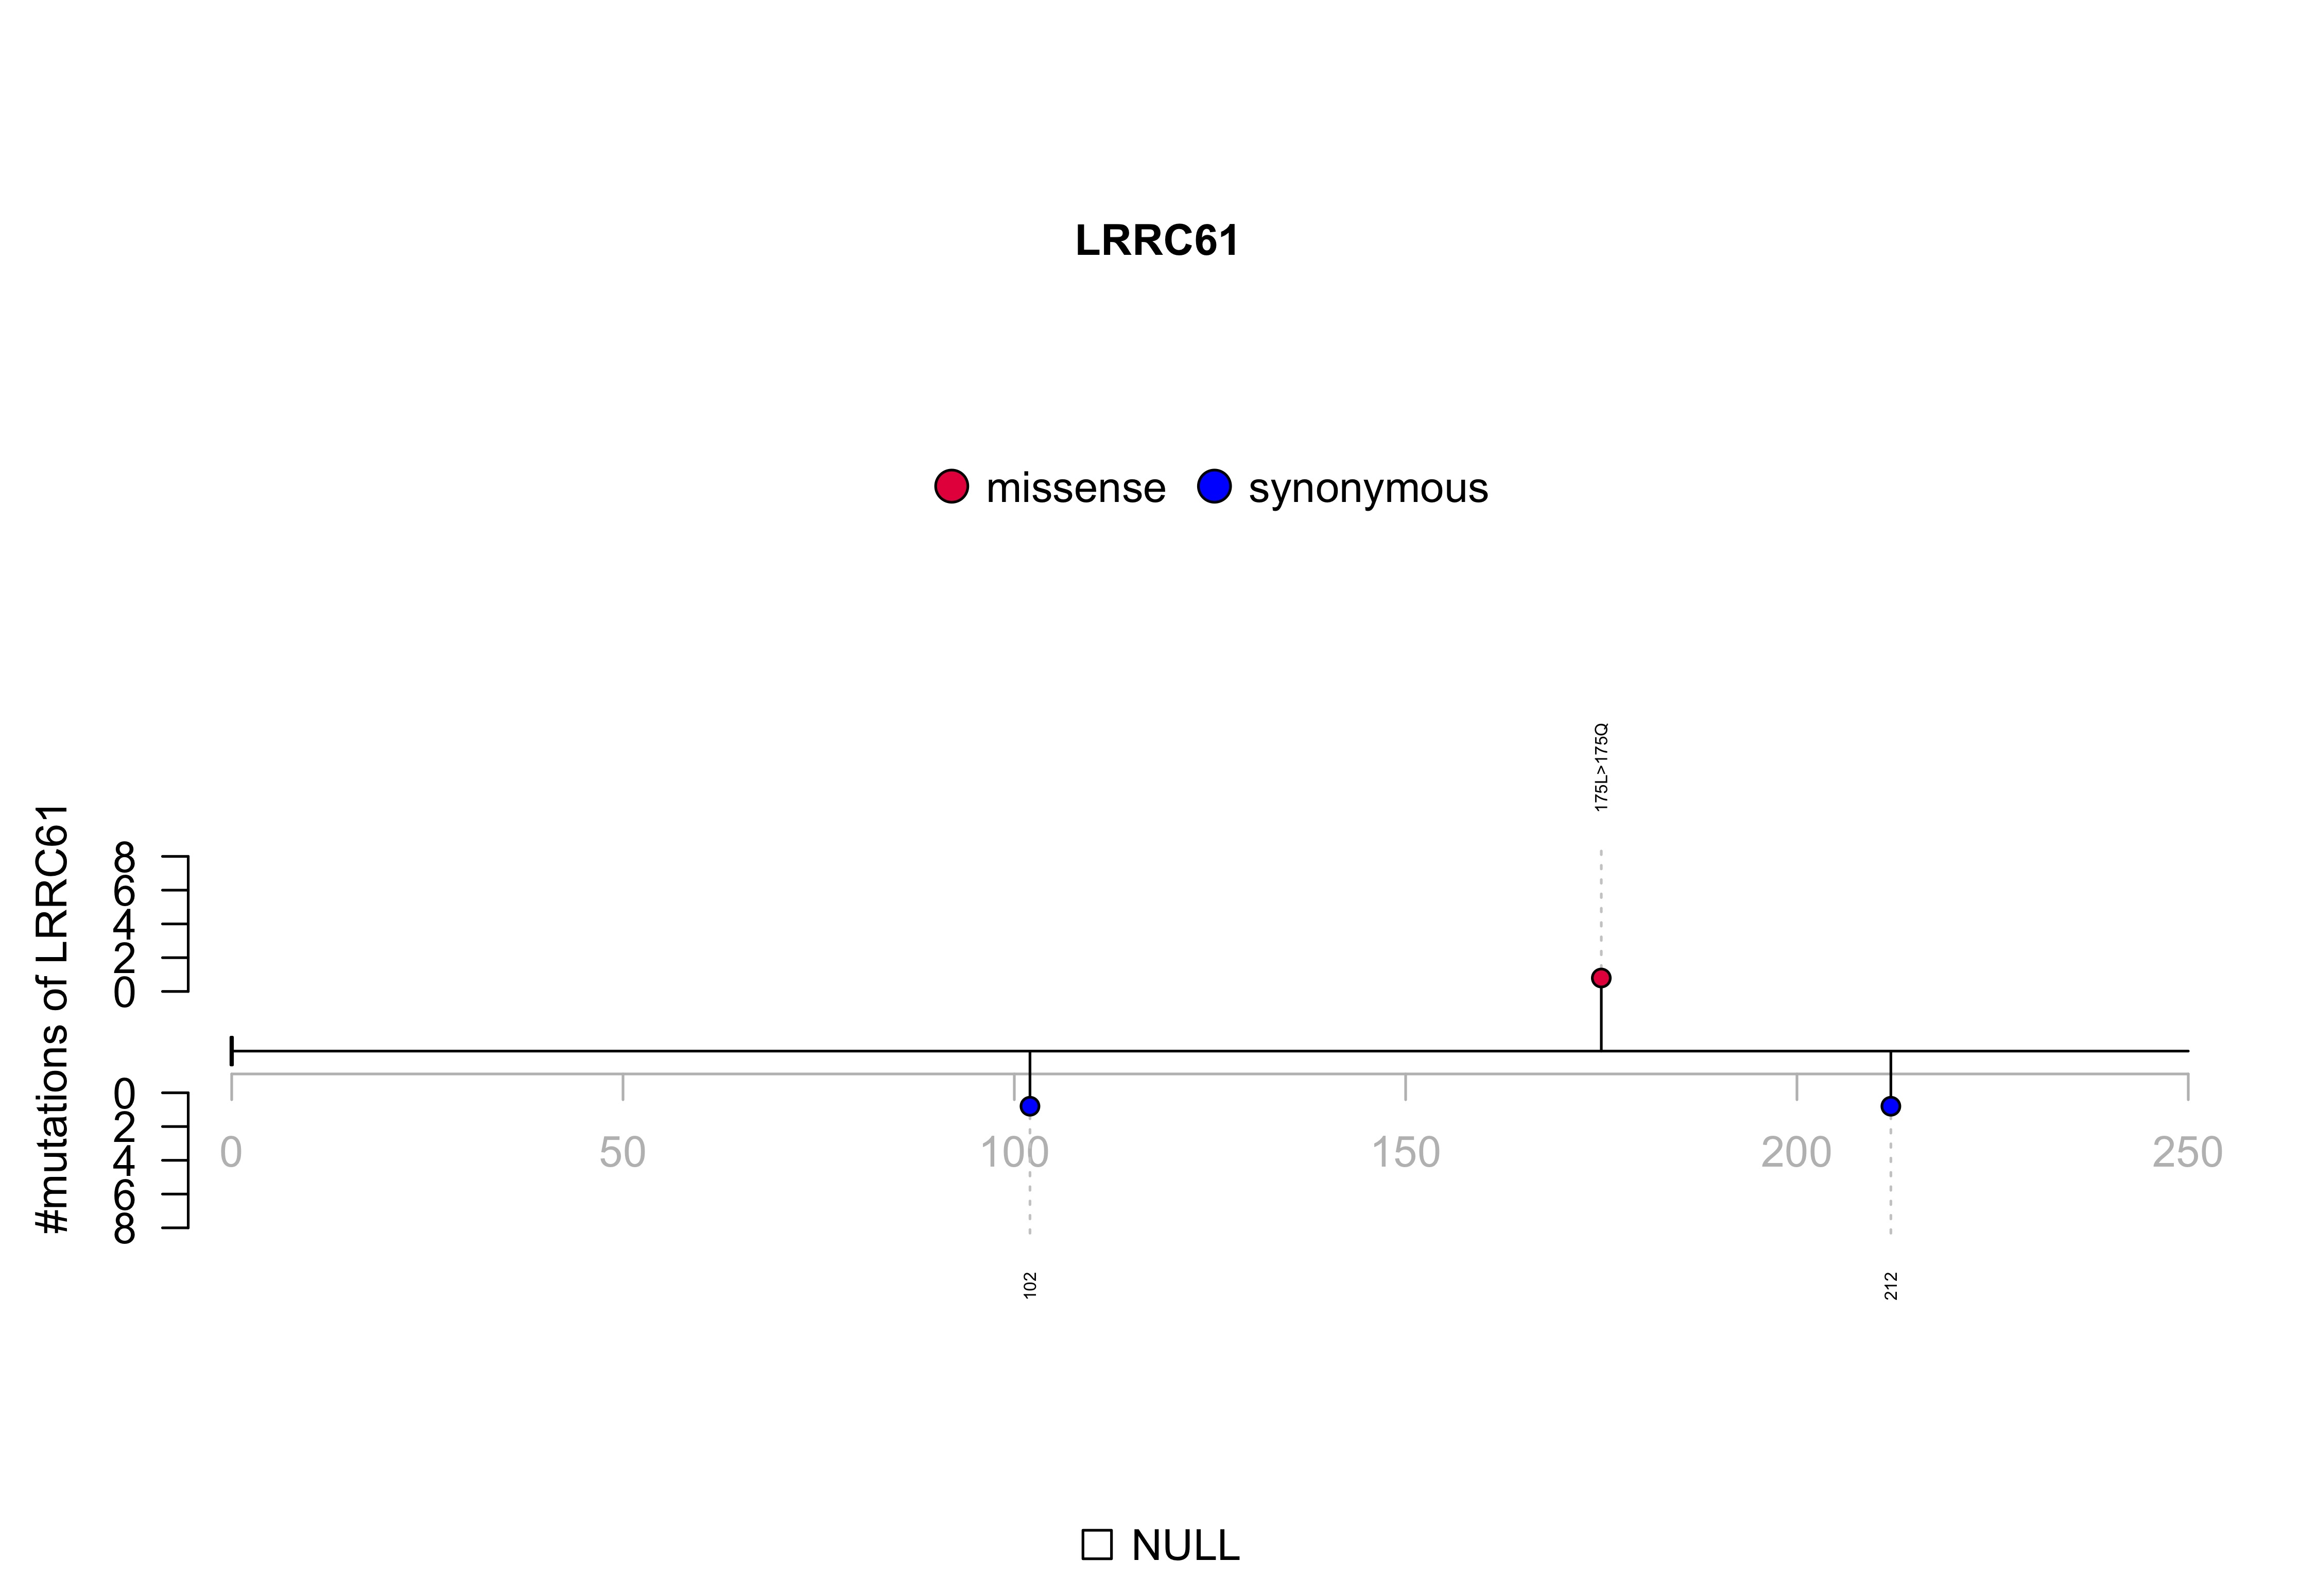 LRRC61
missense synonymous
175L>175Q
#mutations of LRRC61
8
6
4
2
0
0
2
4
6
8
0 50 100 150 200 250
102 212
NULL